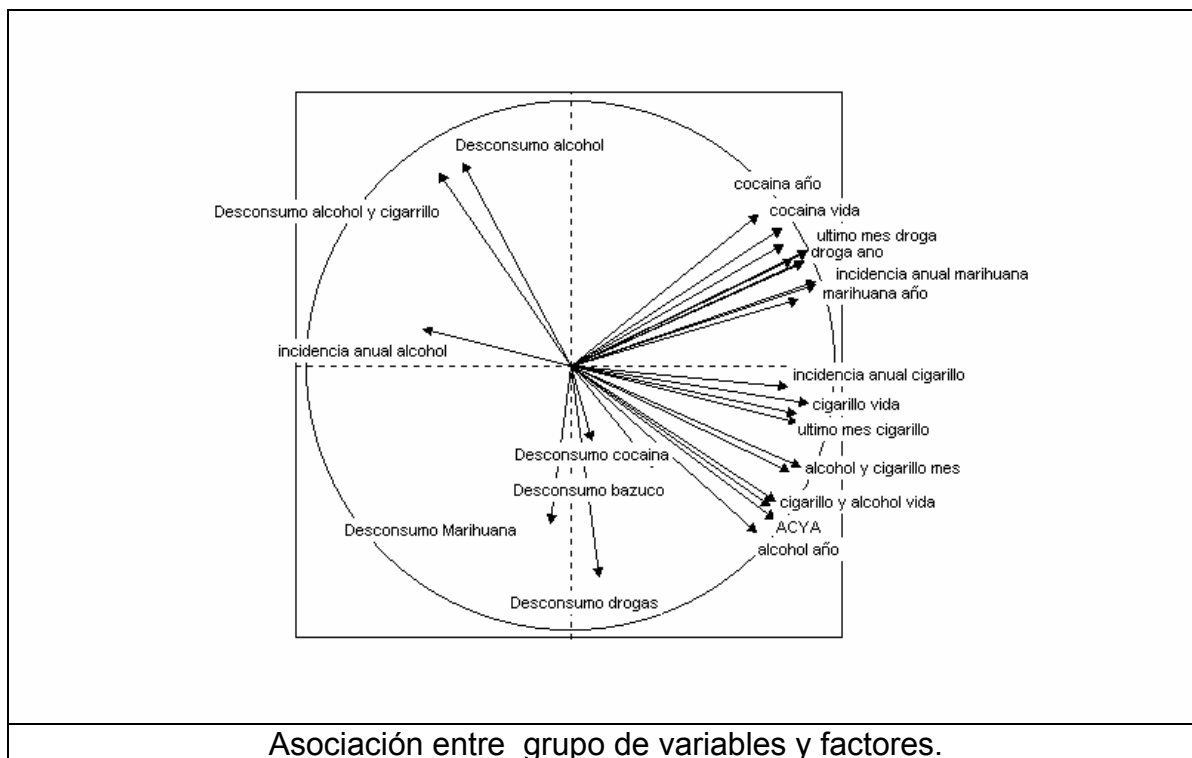 Desconsumo alcohol
cocaina año
Desconsumo alcohol y cigarrillo
cocaina vida
ultimo mes droga
droga ano
incidencia anual marihuana
marihuana año
incidencia anual alcohol
incidencia anual cigarillo
cigarillo vida
ultimo mes cigarillo
Desconsumo cocaina
alcohol y cigarillo mes
Desconsumo bazuco
cigarillo y alcohol vida
Desconsumo Marihuana
ACYA
alcohol año
Desconsumo drogas
Asociación entre grupo de variables y factores.